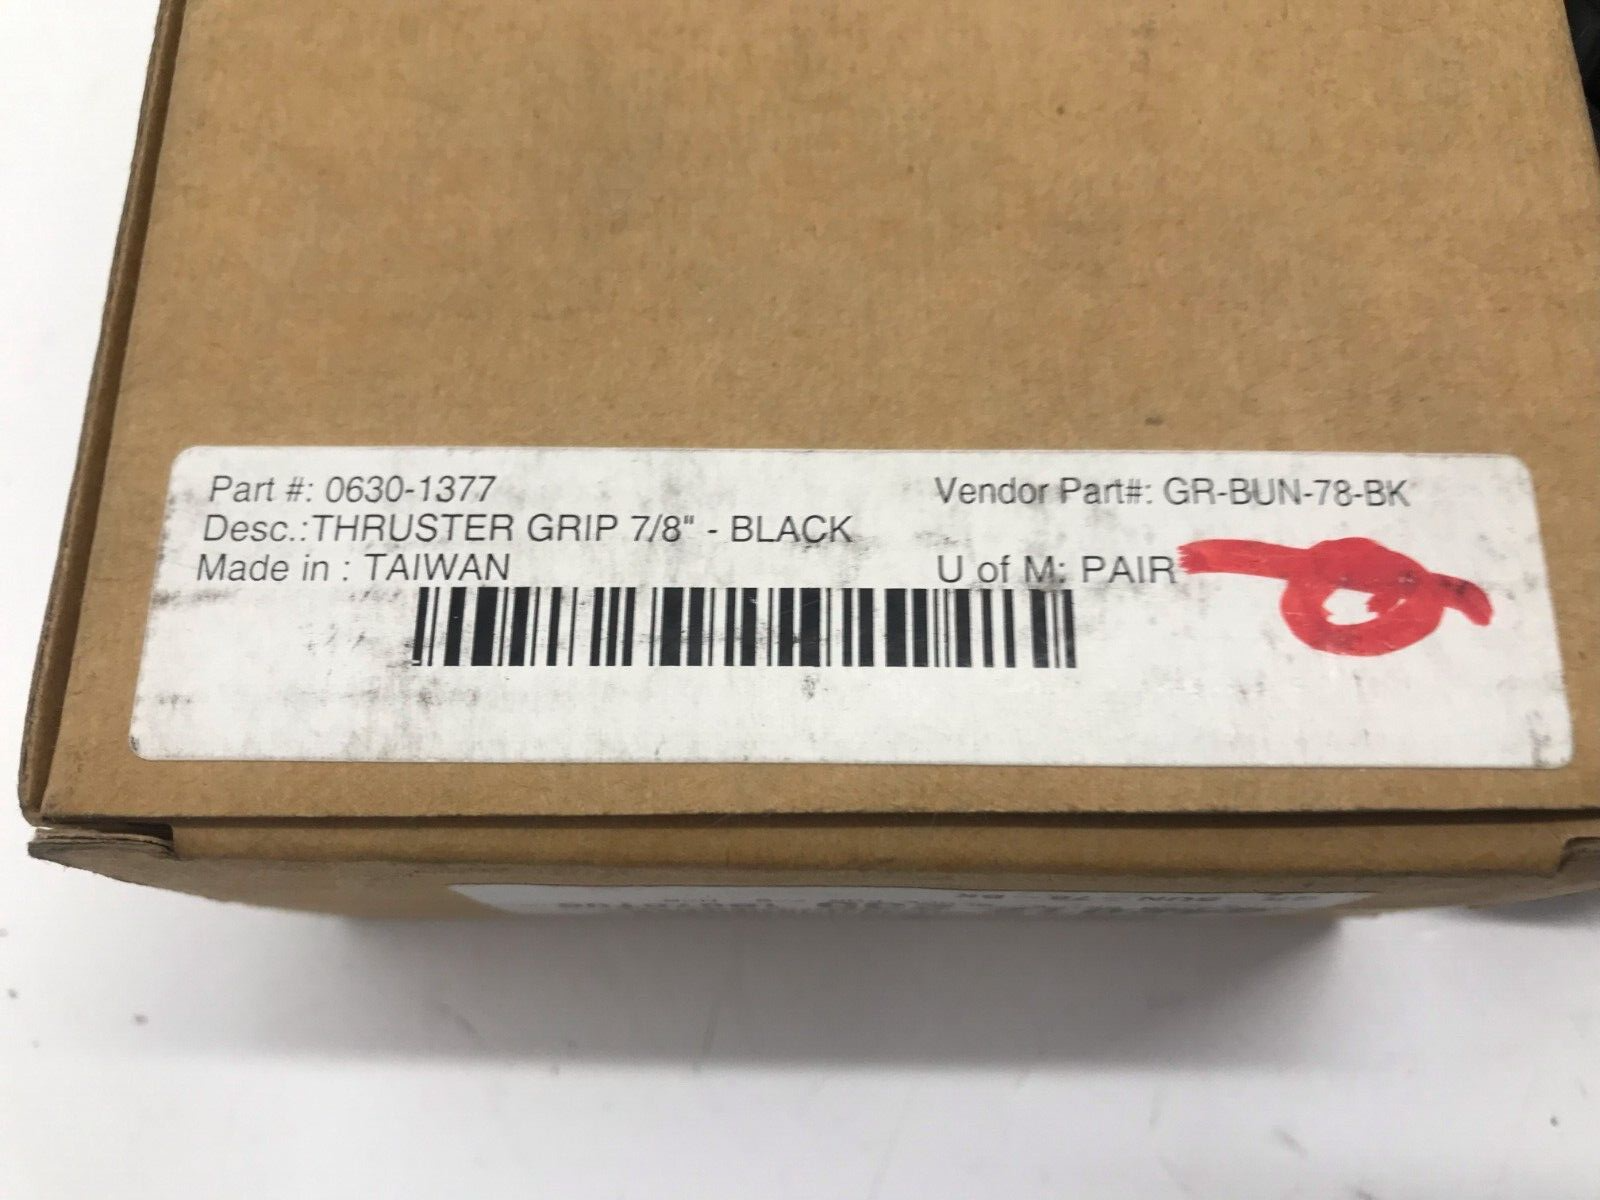 Part #: 0630-1377
Vendor Part#: GR-BUN-78-BK
Desc.:THRUSTER GRIP 7/8" - BLACK
Made in : TAIWAN
U of M: PAIR